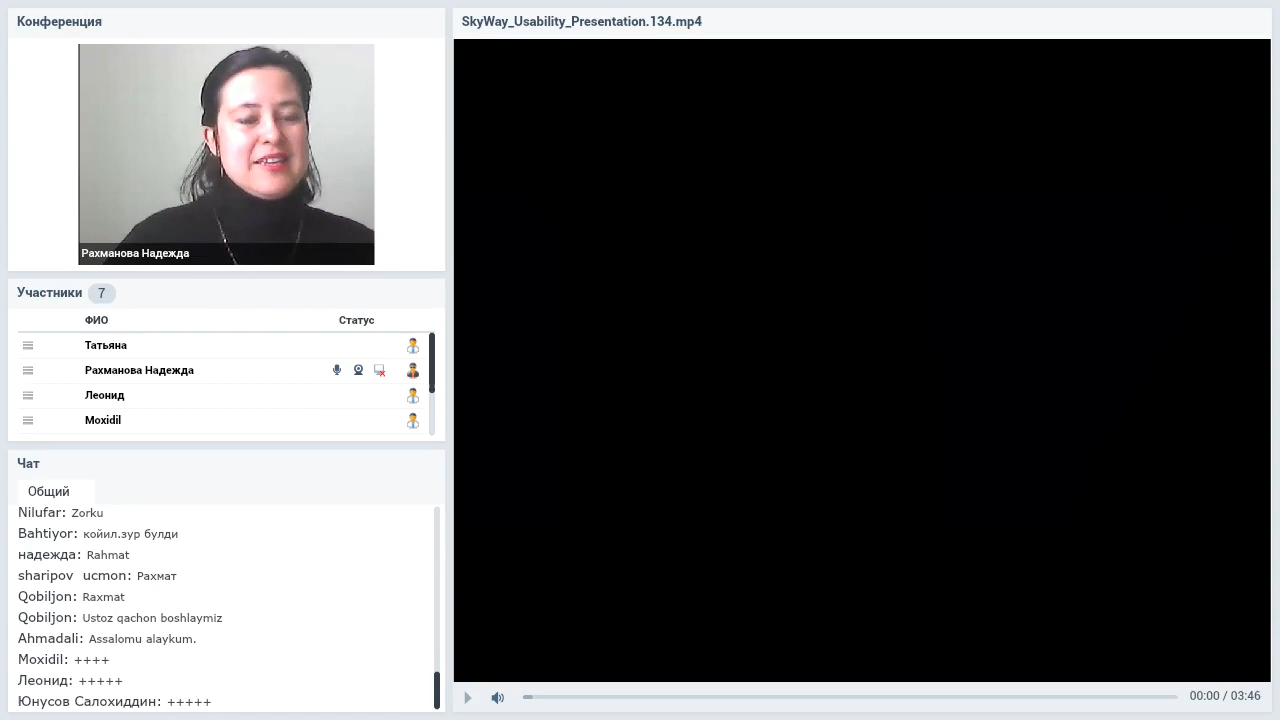 Конференция
Рахманова Надежда
Участники 7
ФИО Статус
Татьяна
Рахманова Надежда
Леонид
Moxidil
Чат
Общий
Nilufar: Zorku
Bahtiyor: койил.зур булди
надежда: Rahmat
sharipov ucmon: Рахмат
Qobiljon: Raxmat
Qobiljon: Ustoz qachon boshlaymiz
Ahmadali: Assalomu alaykum.
Moxidil: ++++
Леонид: +++++
Юнусов Салохиддин: +++++
SkyWay_Usability_Presentation.134.mp4
00:00 / 03:46